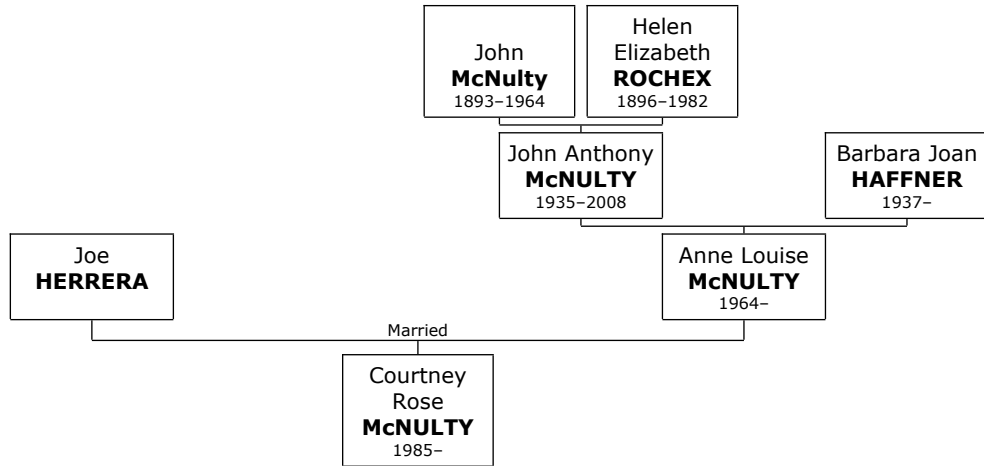 John
McNulty
1893–1964
Helen
Elizabeth
ROCHEX
1896–1982
John Anthony
McNULTY
1935–2008
Barbara Joan
HAFFNER
1937–
Joe
HERRERA
Anne Louise
McNULTY
1964–
Married
Courtney
Rose
McNULTY
1985–